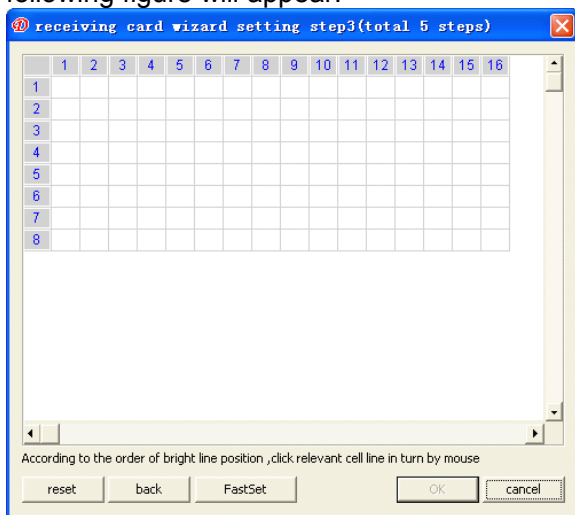 following figure will appear:
receiving card wizard setting step3(total 5 steps)
1 2 3 4 5 6 7 8 9 10 11 12 13 14 15 16
1
2
3
4
5
6
7
8
According to the order of bright line position ,click relevant cell line in turn by mouse
reset back FastSet OK cancel